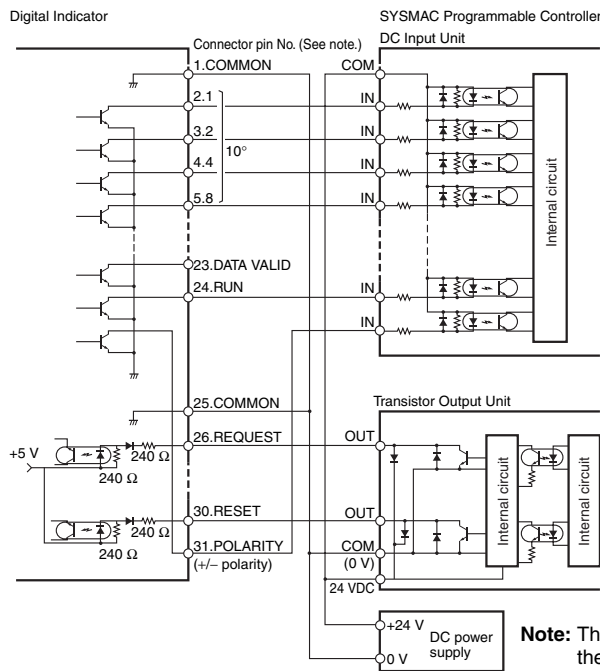 Digital Indicator
SYSMAC Programmable Controller
Connector pin No. (See note.)
DC Input Unit
1.COMMON
COM
2.1
IN
3.2
IN
10°
4.4
IN
5.8
IN
Internal circuit
23.DATA VALID
24.RUN
IN
IN
25.COMMON
Transistor Output Unit
26.REQUEST
OUT
+5 V
240 Ω
240 Ω
Internal circuit
Internal circuit
30.RESET
OUT
240 Ω
240 Ω
31.POLARITY
(+/− polarity)
COM
(0 V)
24 VDC
+24 V
DC power
supply
0 V
Note: Th
the